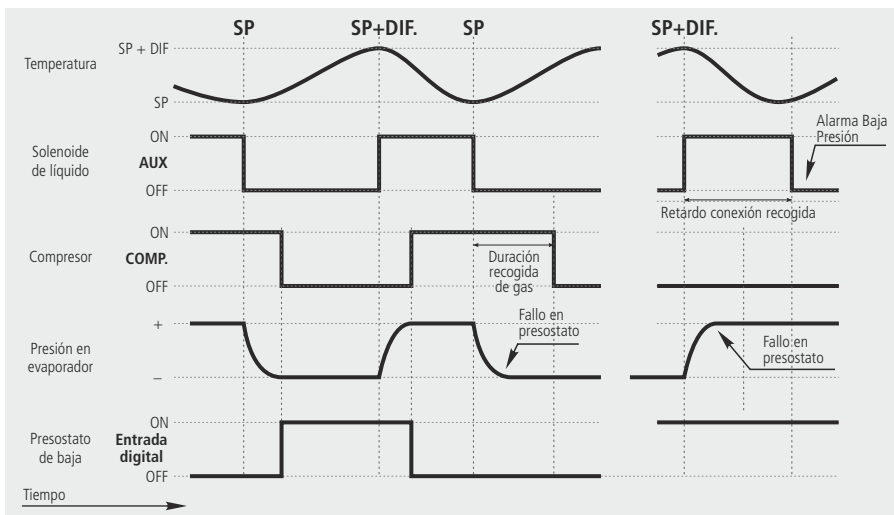 SP SP+DIF. SP SP+DIF.
Temperatura
SP + DIF
SP
Solenoide
de líquido
AUX
ON
OFF
Alarma Baja
Presión
Retardo conexión recogida
Compresor
COMP.
ON
OFF
Duración
recogida
de gas
Presión en
evaporador
+
–
Fallo en
presostato
Fallo en
presostato
Presostato
de baja
Entrada
digital
ON
OFF
Tiempo